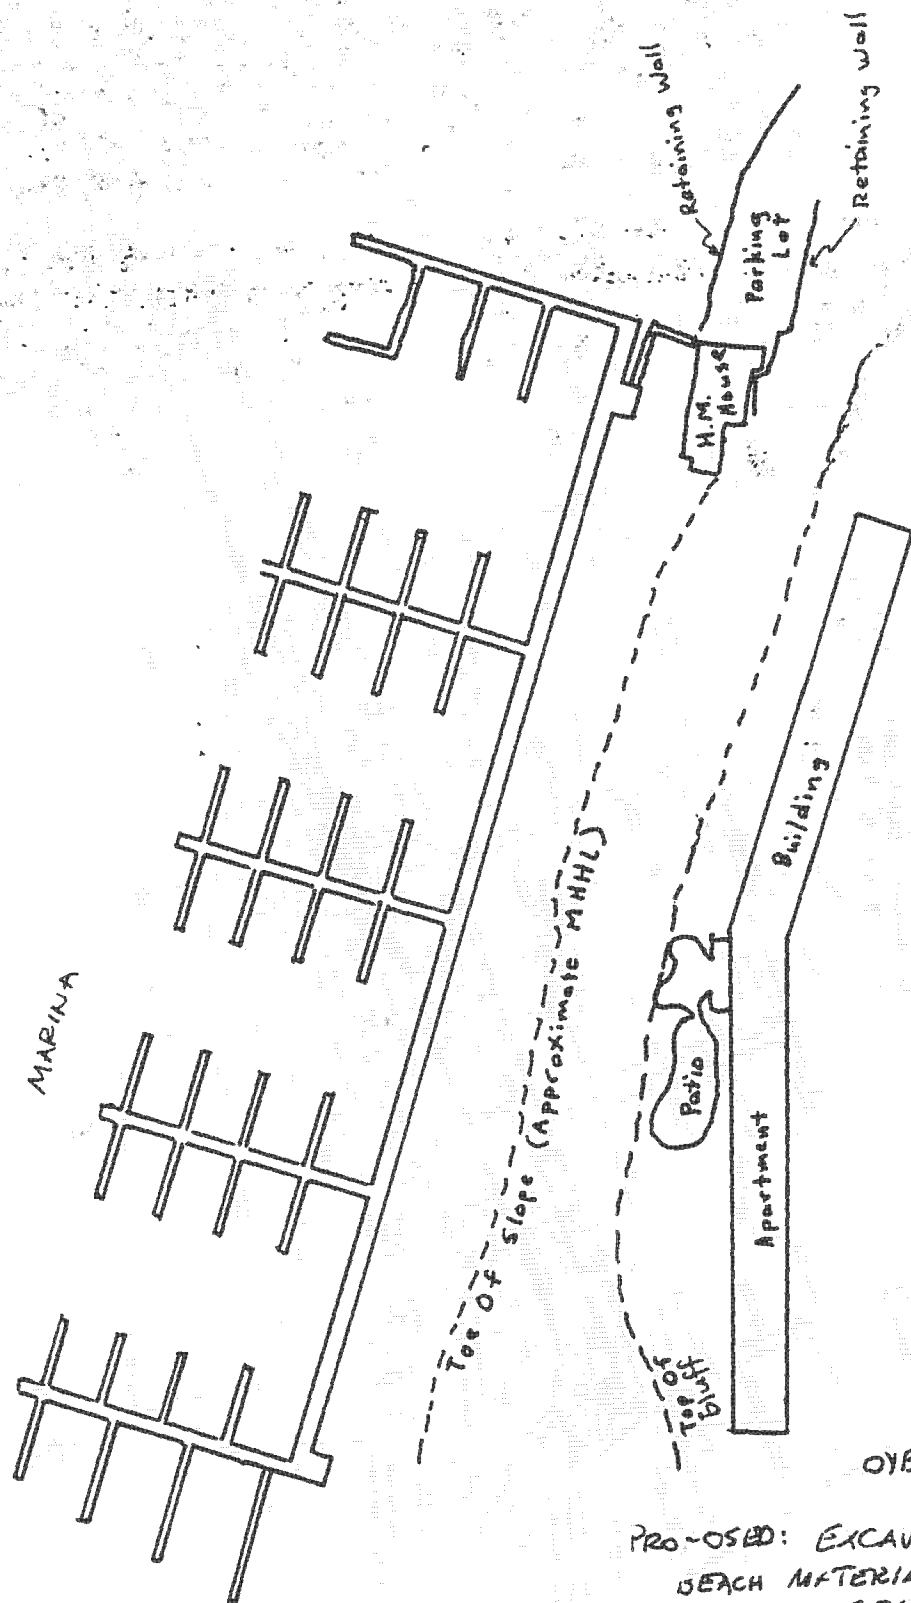 Retaining Wall
Retaining Wall
Parking
Lot
H.M.
House
MARINA
Building
Toe Of Slope (Approximate MHHL)
Patio
Apartment
Top of
bluff
PRO-OSED: EXCAV
BEACH MATERIA